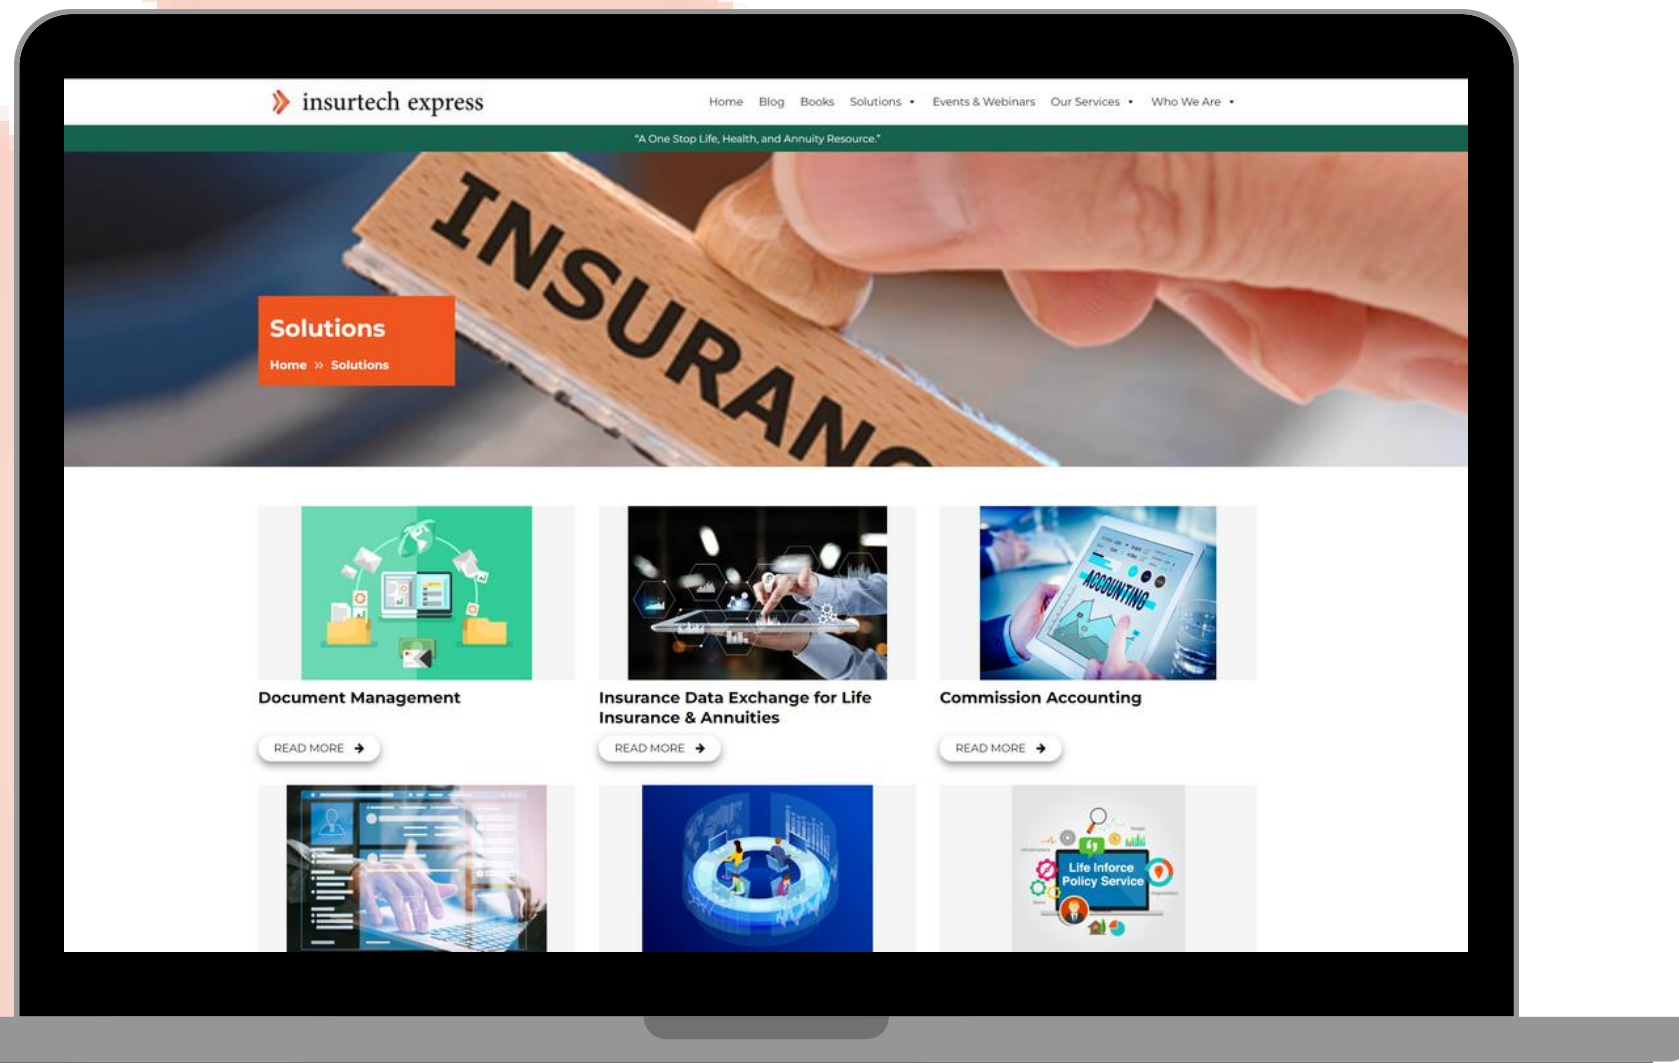 insurtech express
Home Blog Books Solutions Events & Webinars Our Services Who We Are
“A One Stop Life, Health, and Annuity Resource.”
INSURANC
Solutions
Home » Solutions
ACCOUNTING
Document Management
Insurance Data Exchange for Life
Insurance & Annuities
Commission Accounting
READ MORE
READ MORE
READ MORE
Life Inforce
Policy Service